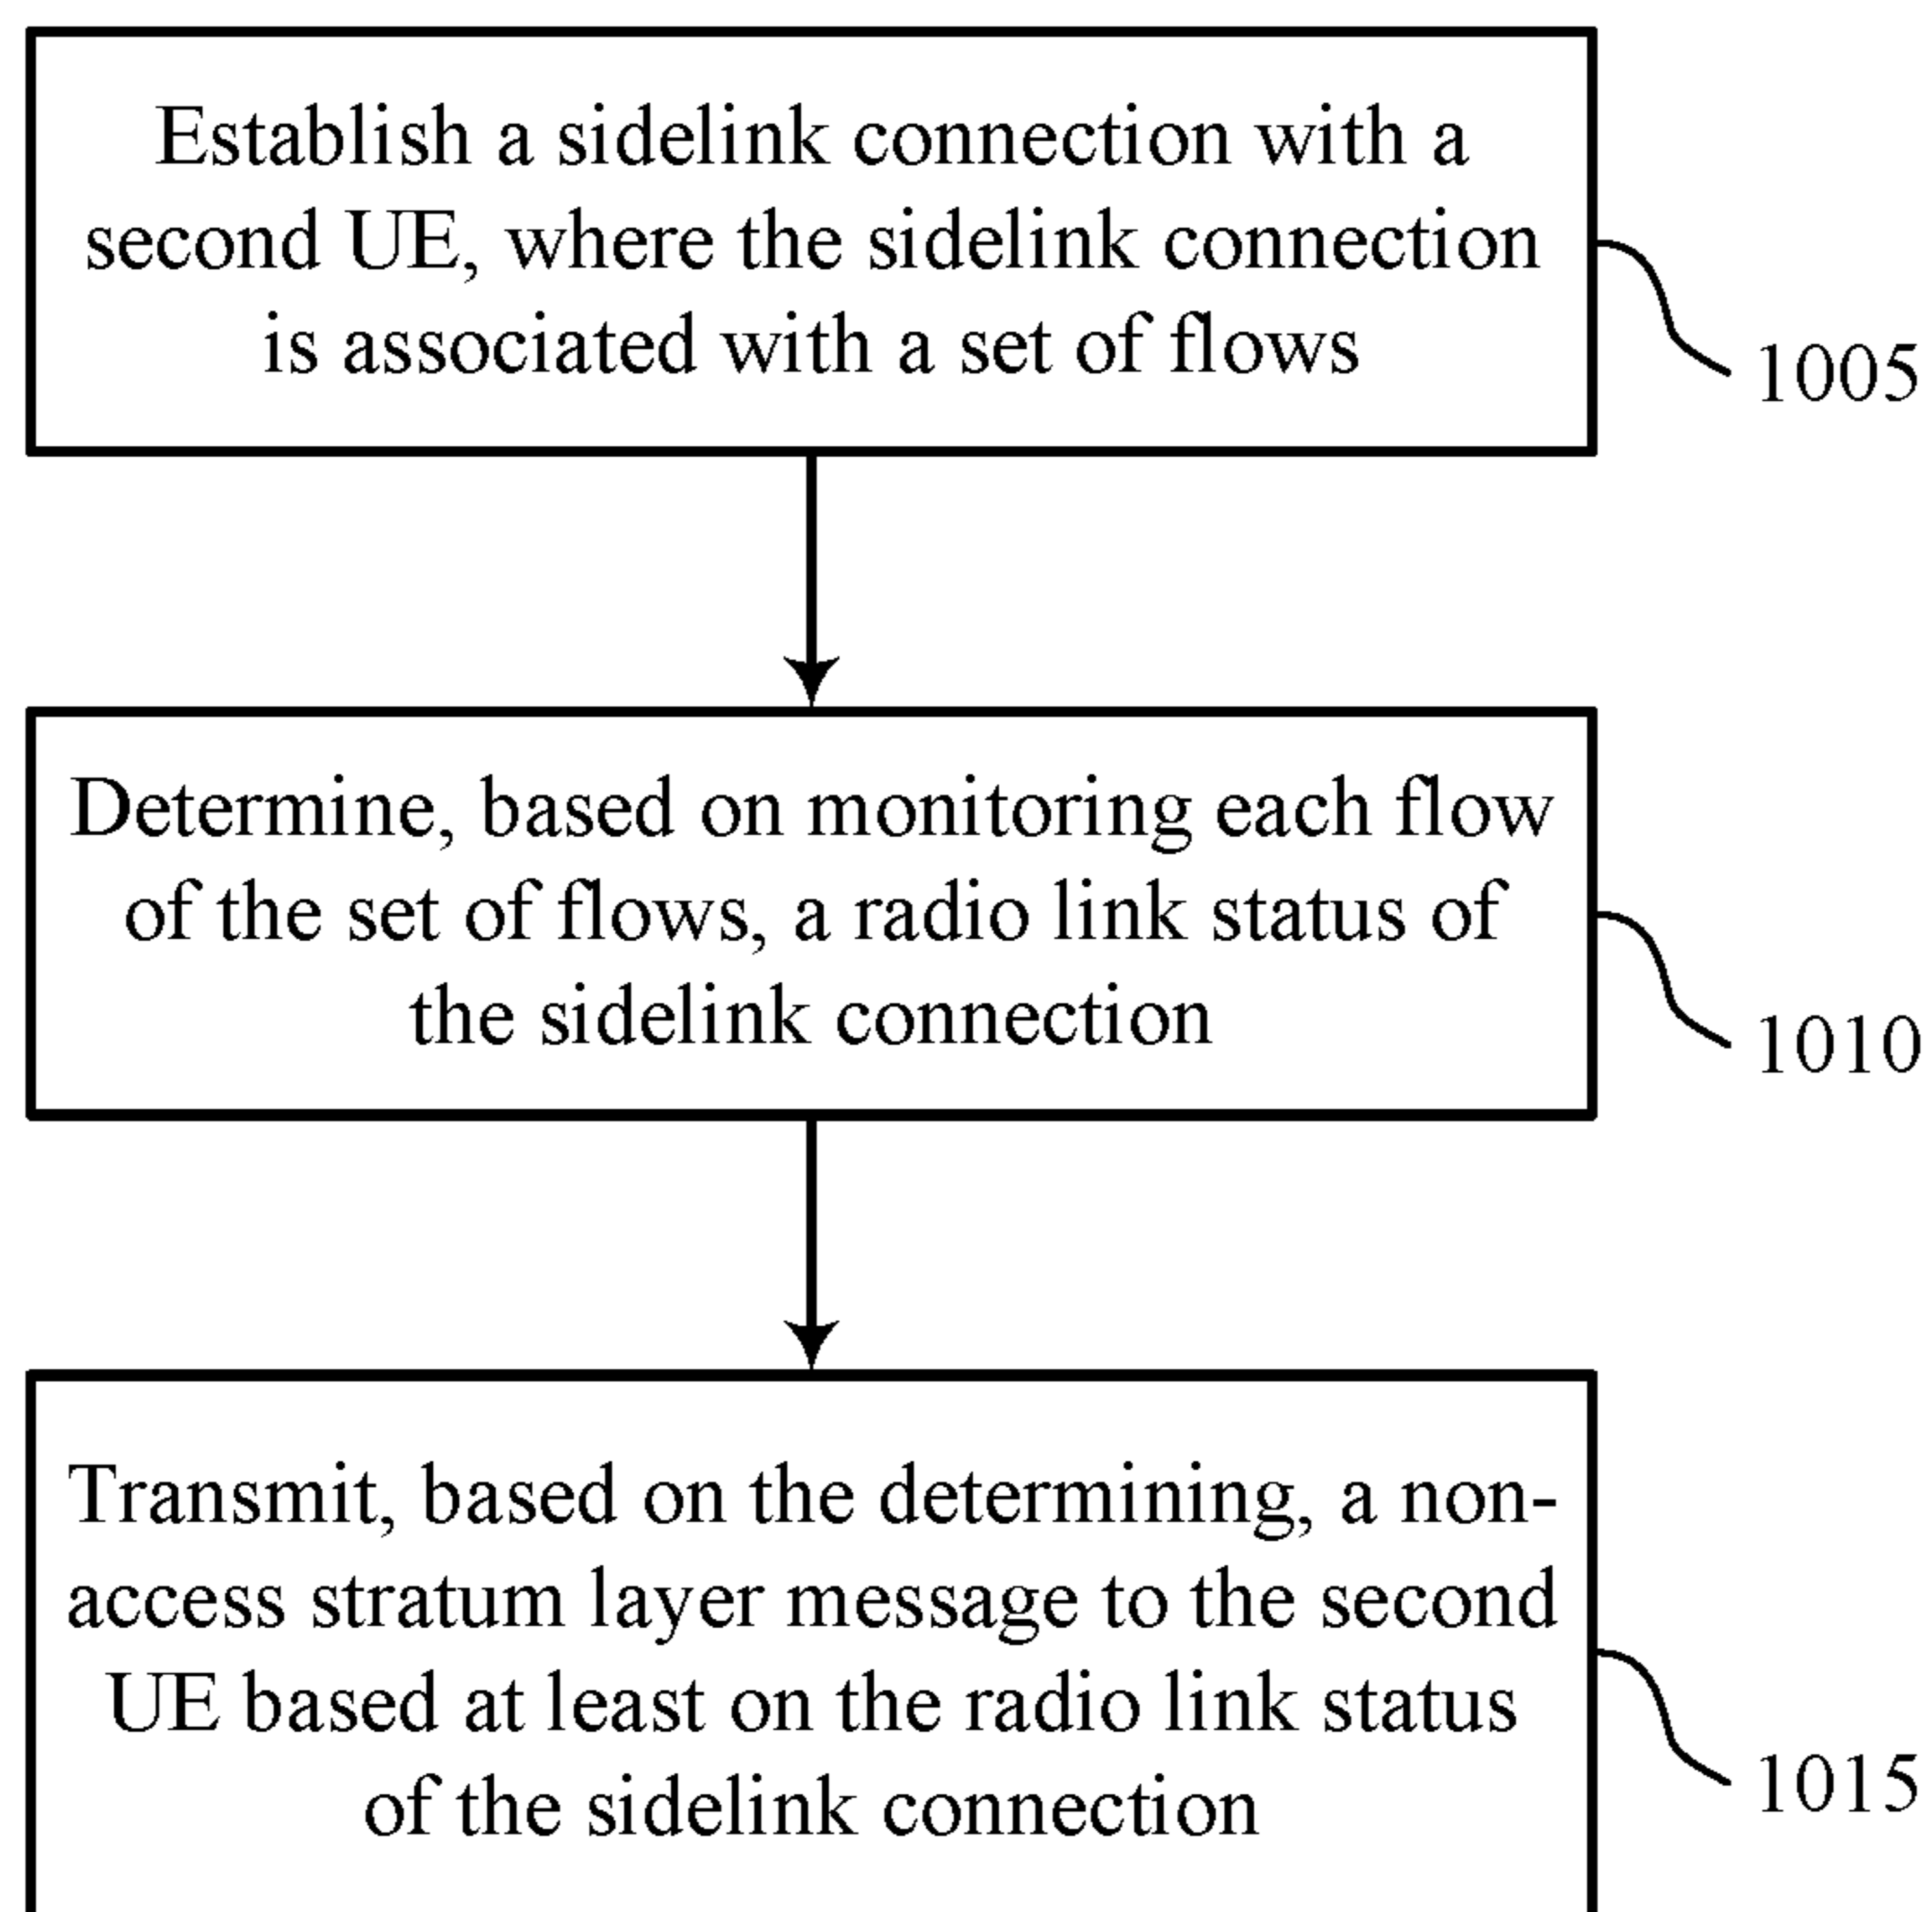 Establish a sidelink connection with a
second UE, where the sidelink connection
is associated with a set of flows
1005
Determine, based on monitoring each flow
of the set of flows, a radio link status of
the sidelink connection
1010
Transmit, based on the determining, a non-
access stratum layer message to the second
UE based at least on the radio link status
of the sidelink connection
1015